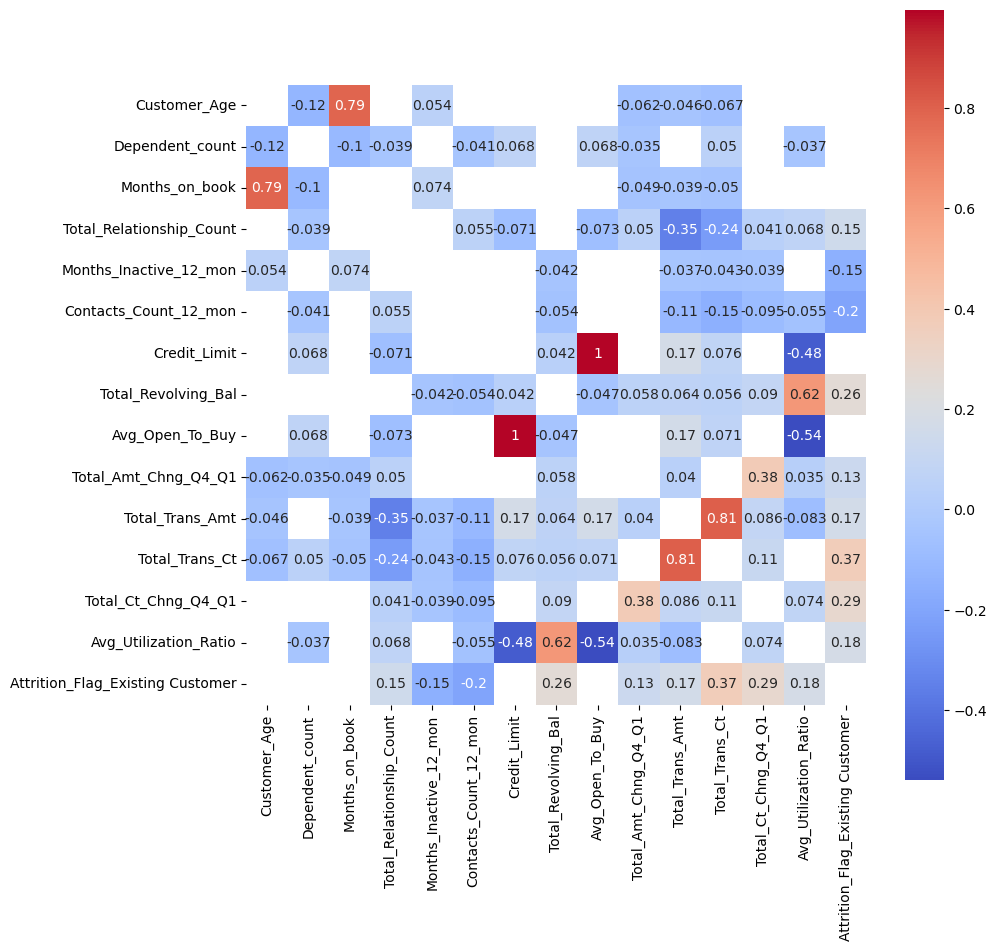 Customer_Age -0.12 0.79 0.054 -0.062 -0.046 -0.067
Dependent_count -0.12 -0.1 -0.039 -0.041 0.068 0.068 -0.035 0.05 -0.037
Months_on_book 0.79 -0.1 0.074 -0.049 -0.039 -0.05
Total_Relationship_Count -0.039 0.055 -0.071 -0.073 0.05 -0.35 -0.24 0.041 0.068 0.15
Months_Inactive_12_mon 0.054 0.074 -0.042 -0.037 -0.043 -0.039 -0.15
Contacts_Count_12_mon -0.041 0.055 -0.054 -0.11 -0.15 -0.095 -0.055 -0.2
Credit_Limit 0.068 -0.071 0.042 1 0.17 0.076 -0.48
Total_Revolving_Bal -0.042 -0.054 0.042 -0.047 0.058 0.064 0.056 0.09 0.62 0.26
Avg_Open_To_Buy 0.068 -0.073 1 -0.047 0.17 0.071 -0.54
Total_Amt_Chng_Q4_Q1 -0.062 -0.035 -0.049 0.05 0.058 0.04 0.38 0.035 0.13
Total_Trans_Amt -0.046 -0.039 -0.35 -0.037 -0.11 0.17 0.064 0.17 0.04 0.81 0.086 -0.083 0.17
Total_Trans_Ct -0.067 0.05 -0.05 -0.24 -0.043 -0.15 0.076 0.056 0.071 0.81 0.11 0.37
Total_Ct_Chng_Q4_Q1 0.041 -0.039 -0.095 0.09 0.38 0.086 0.11 0.074 0.29
Avg_Utilization_Ratio -0.037 0.068 -0.055 -0.48 0.62 -0.54 0.035 -0.083 0.074 0.18
Attrition_Flag_Existing Customer 0.15 -0.15 -0.2 0.26 0.13 0.17 0.37 0.29 0.18
Customer_Age
Dependent_count
Months_on_book
Total_Relationship_Count
Months_Inactive_12_mon
Contacts_Count_12_mon
Credit_Limit
Total_Revolving_Bal
Avg_Open_To_Buy
Total_Amt_Chng_Q4_Q1
Total_Trans_Amt
Total_Trans_Ct
Total_Ct_Chng_Q4_Q1
Avg_Utilization_Ratio
Attrition_Flag_Existing Customer
0.8
0.6
0.4
0.2
0.0
−0.2
−0.4